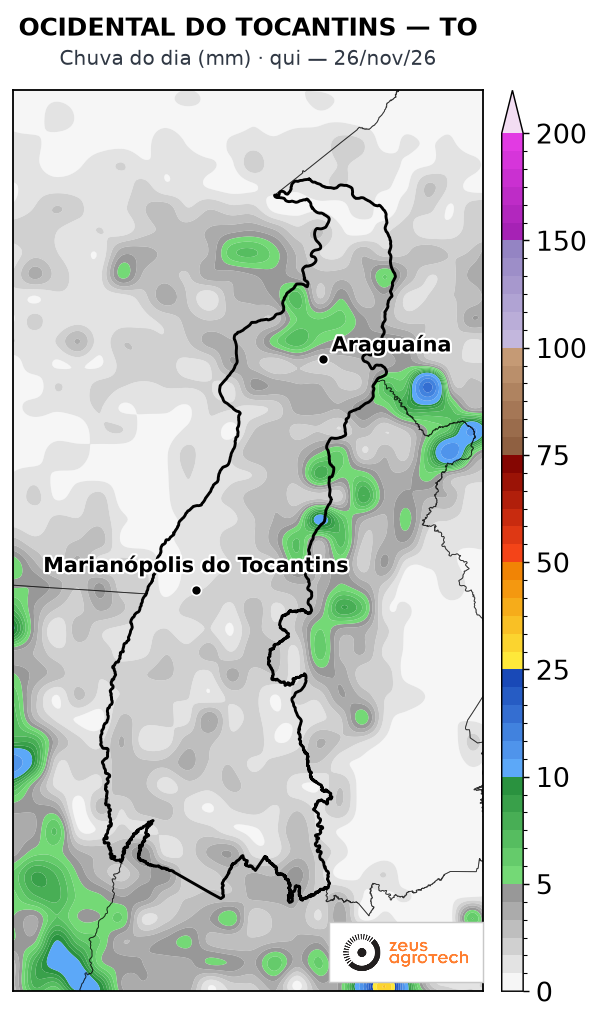 OCIDENTAL DO TOCANTINS — TO
Chuva do dia (mm) · qui — 26/nov/26
200
150
100
75
50
25
10
5
0
Araguaína
Marianópolis do Tocantins
zeus
agrotech